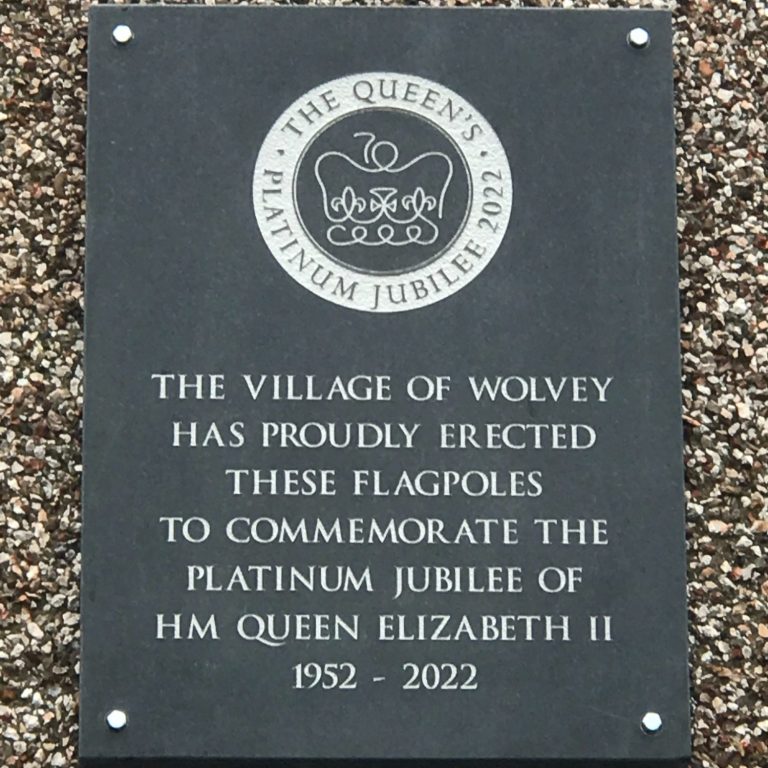 · THE QUEEN'S ·
PLATINUM JUBILEE 2022
70
THE VILLAGE OF WOLVEY
HAS PROUDLY ERECTED
THESE FLAGPOLES
TO COMMEMORATE THE
PLATINUM JUBILEE OF
HM QUEEN ELIZABETH II
1952 - 2022